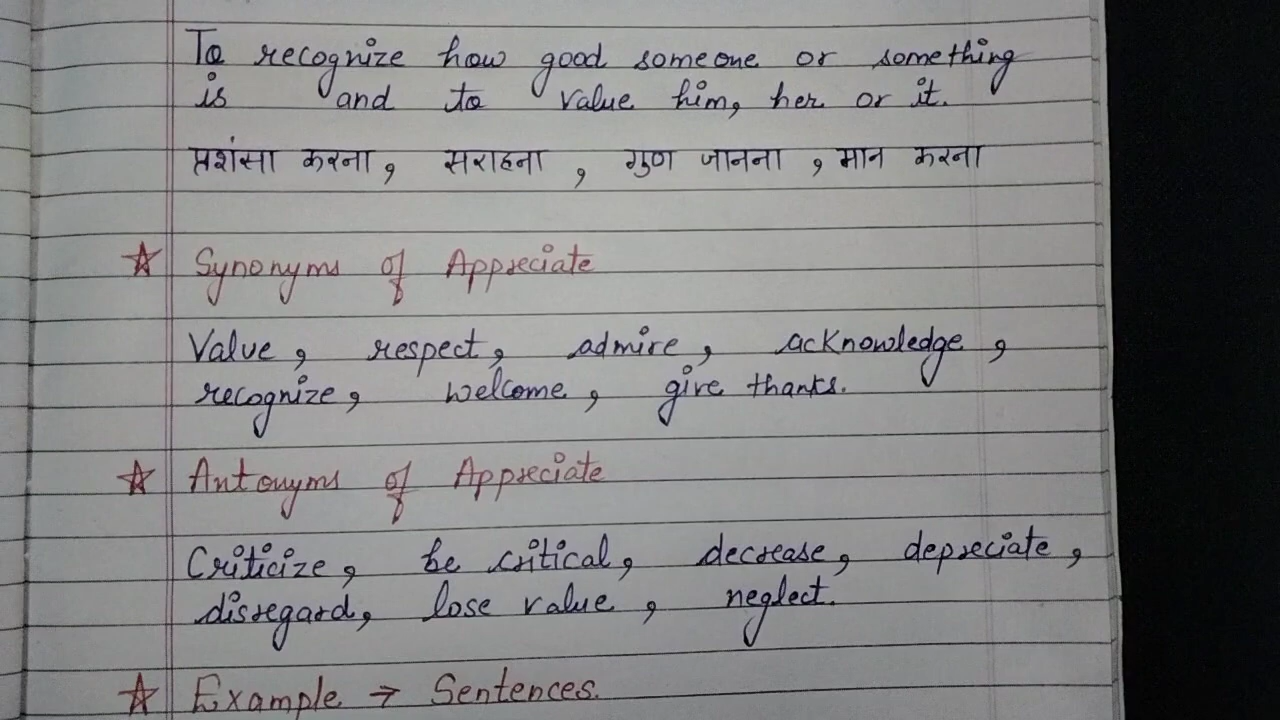 To recognize how good someone or something
is and to value him, her or it.
प्रशंसा करना, सराहना, गुण जानना, मान करना
☆ Synonyms of Appreciate
Value, respect, admire, acknowledge,
recognize, welcome, give thanks.
☆ Antonyms of Appreciate
Criticize, be critical, decrease, depreciate,
disregard, lose value, neglect.
☆ Example → Sentences.